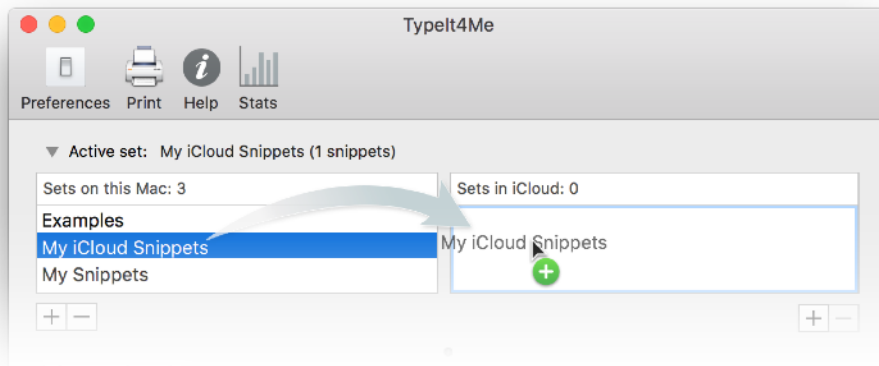 TypeIt4Me
Preferences Print Help Stats
Active set: My iCloud Snippets (1 snippets)
Sets on this Mac: 3
Examples
My iCloud Snippets
My Snippets
Sets in iCloud: 0
My iCloud Snippets